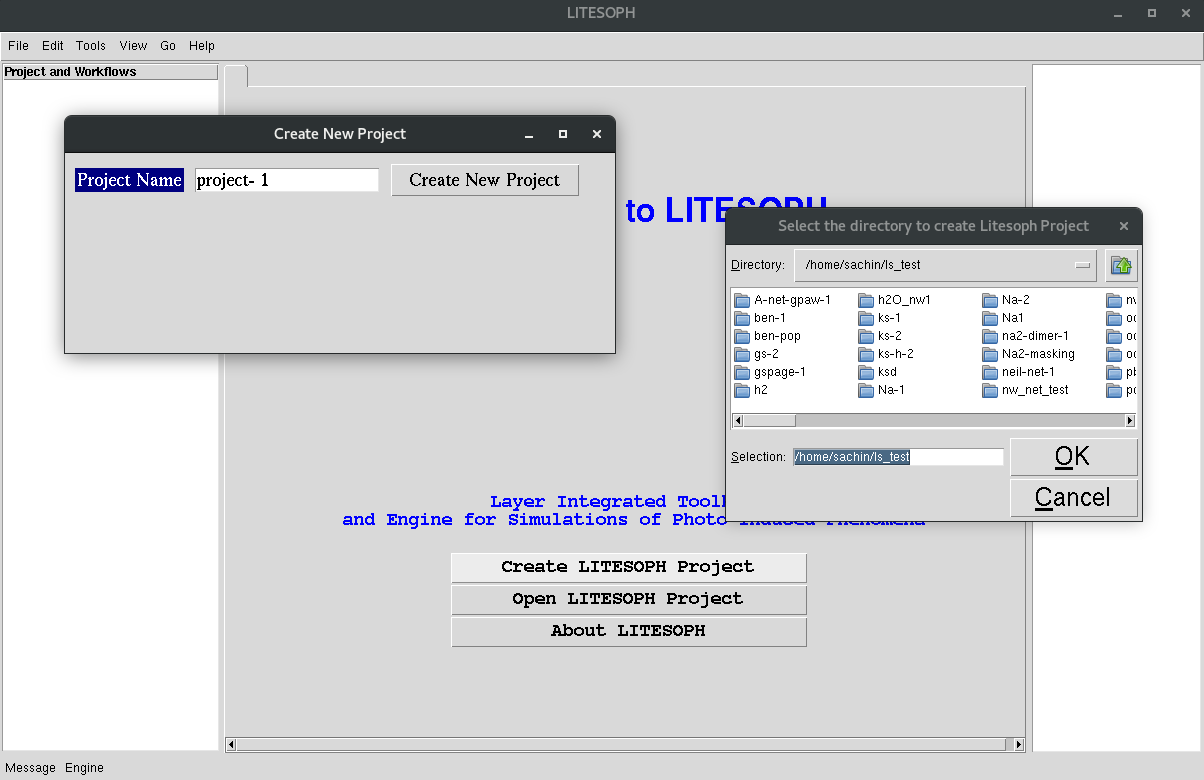 LITESOPH
File Edit Tools View Go Help
Project and Workflows
Create New Project
Project Name project- 1 Create New Project
to LITESOPH
Select the directory to create Litesoph Project
Directory: /home/sachin/ls_test
A-net-gpaw-1 h2O_nw1 Na-2
ben-1 ks-1 Na1
ben-pop ks-2 na2-dimer-1
gs-2 ks-h-2 Na2-masking
gspage-1 ksd neil-net-1
h2 Na-1 nw_net_test
Selection: /home/sachin/ls_test OK
Cancel
Layer Integrated
and Engine for Simulations of Photo Induced Phenomena
Create LITESOPH Project
Open LITESOPH Project
About LITESOPH
Message Engine